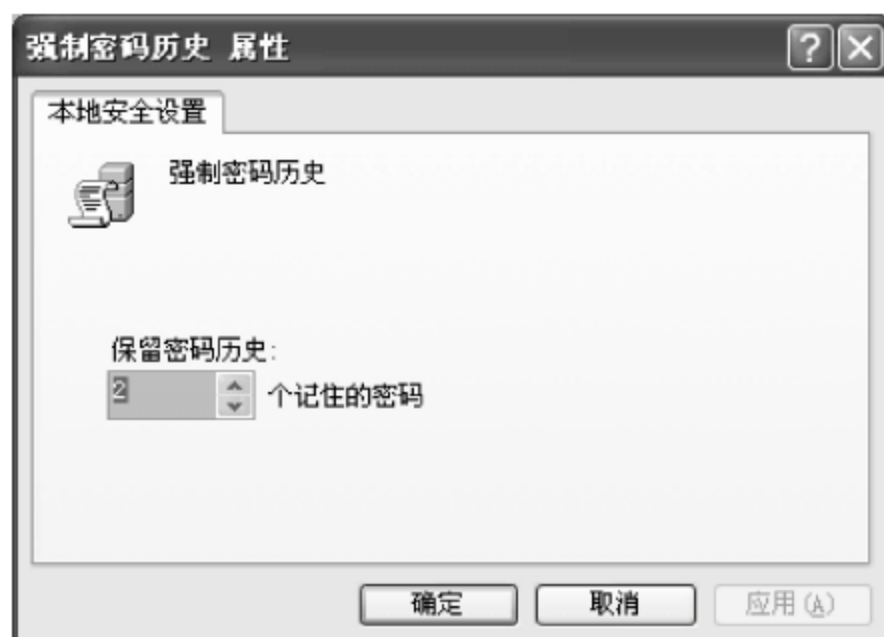 强制密码历史 属性
本地安全设置
强制密码历史
保留密码历史:
2 个记住的密码
确定 取消 应用(A)